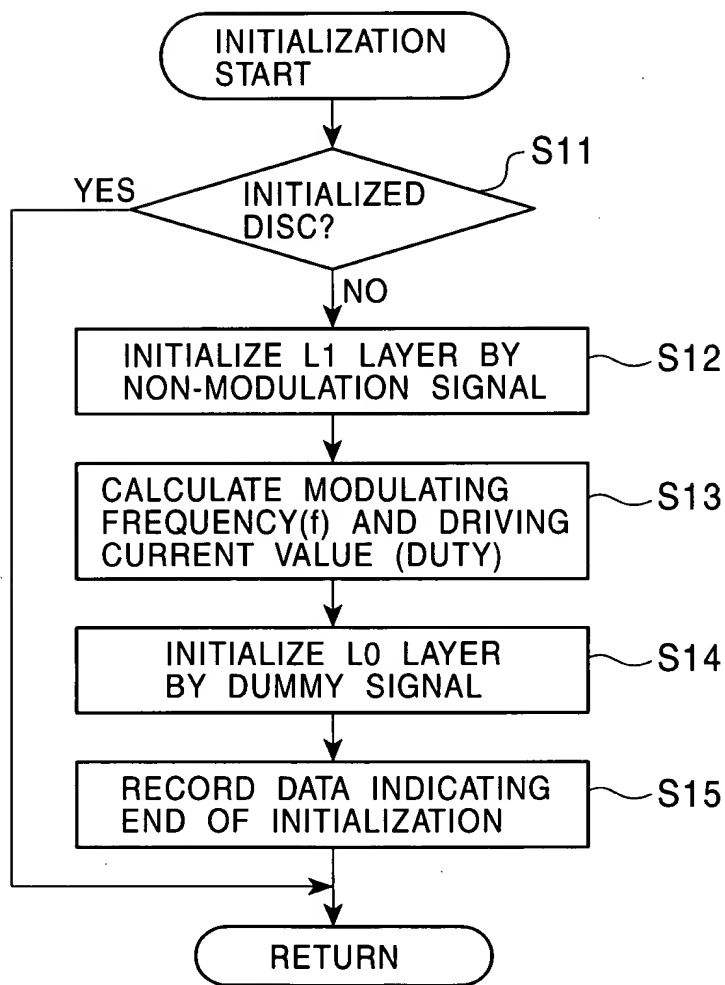 INITIALIZATION
START
S11
YES
INITIALIZED
DISC?
NO
INITIALIZE L1 LAYER BY
NON-MODULATION SIGNAL
S12
CALCULATE MODULATING
FREQUENCY(f) AND DRIVING
CURRENT VALUE (DUTY)
S13
INITIALIZE L0 LAYER
BY DUMMY SIGNAL
S14
RECORD DATA INDICATING
END OF INITIALIZATION
S15
RETURN